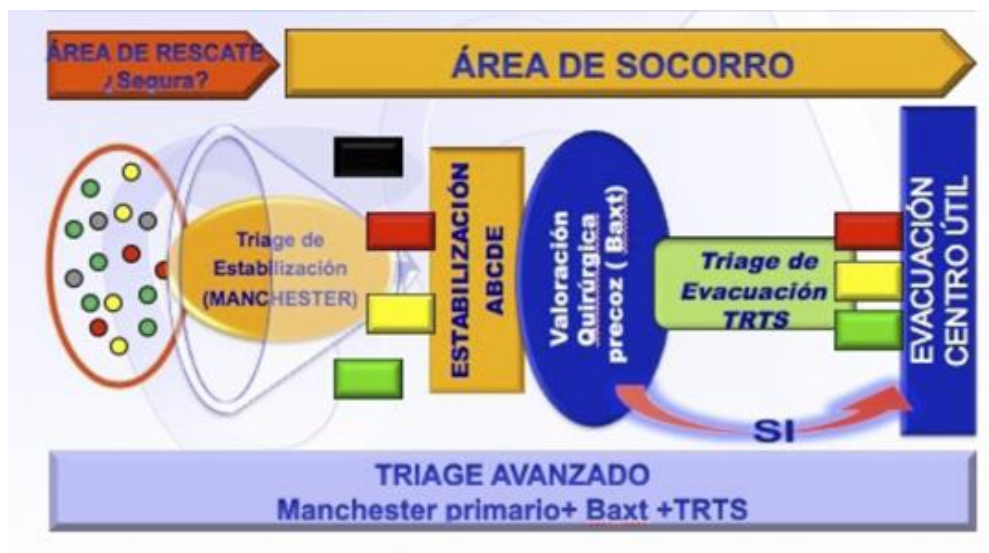 ÁREA DE RESCATE
¿Segura?
ÁREA DE SOCORRO
Triage de
Estabilización
(MANCHESTER)
ESTABILIZACIÓN
ABCDE
Valoración
Quirúrgica
precoz ( Baxt)
Triage de
Evacuación
TRTS
EVACUACIÓN
CENTRO ÚTIL
SI
TRIAGE AVANZADO
Manchester primario+ Baxt +TRTS